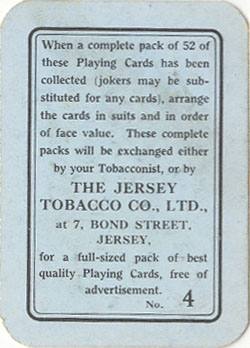 When a complete pack of 52 of
these Playing Cards has been
collected (jokers may be sub-
stituted for any cards), arrange
the cards in suits and in order
of face value. These complete
packs will be exchanged either
by your Tobacconist, or by
THE JERSEY
TOBACCO CO., LTD.,
at 7, BOND STREET,
JERSEY,
for a full-sized pack of best
quality Playing Cards, free of
advertisement.
No. 4